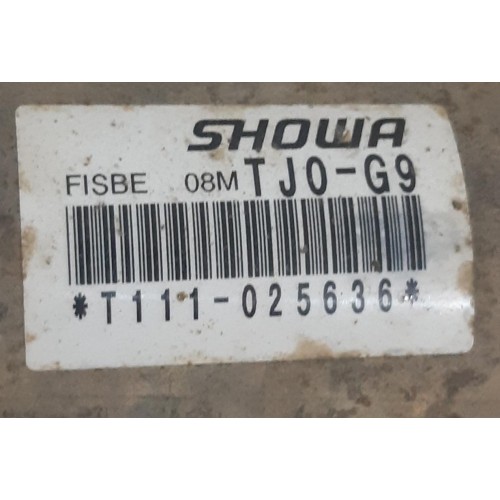 SHOWA
FISBE 08M TJ0-G9
*T111-025636*